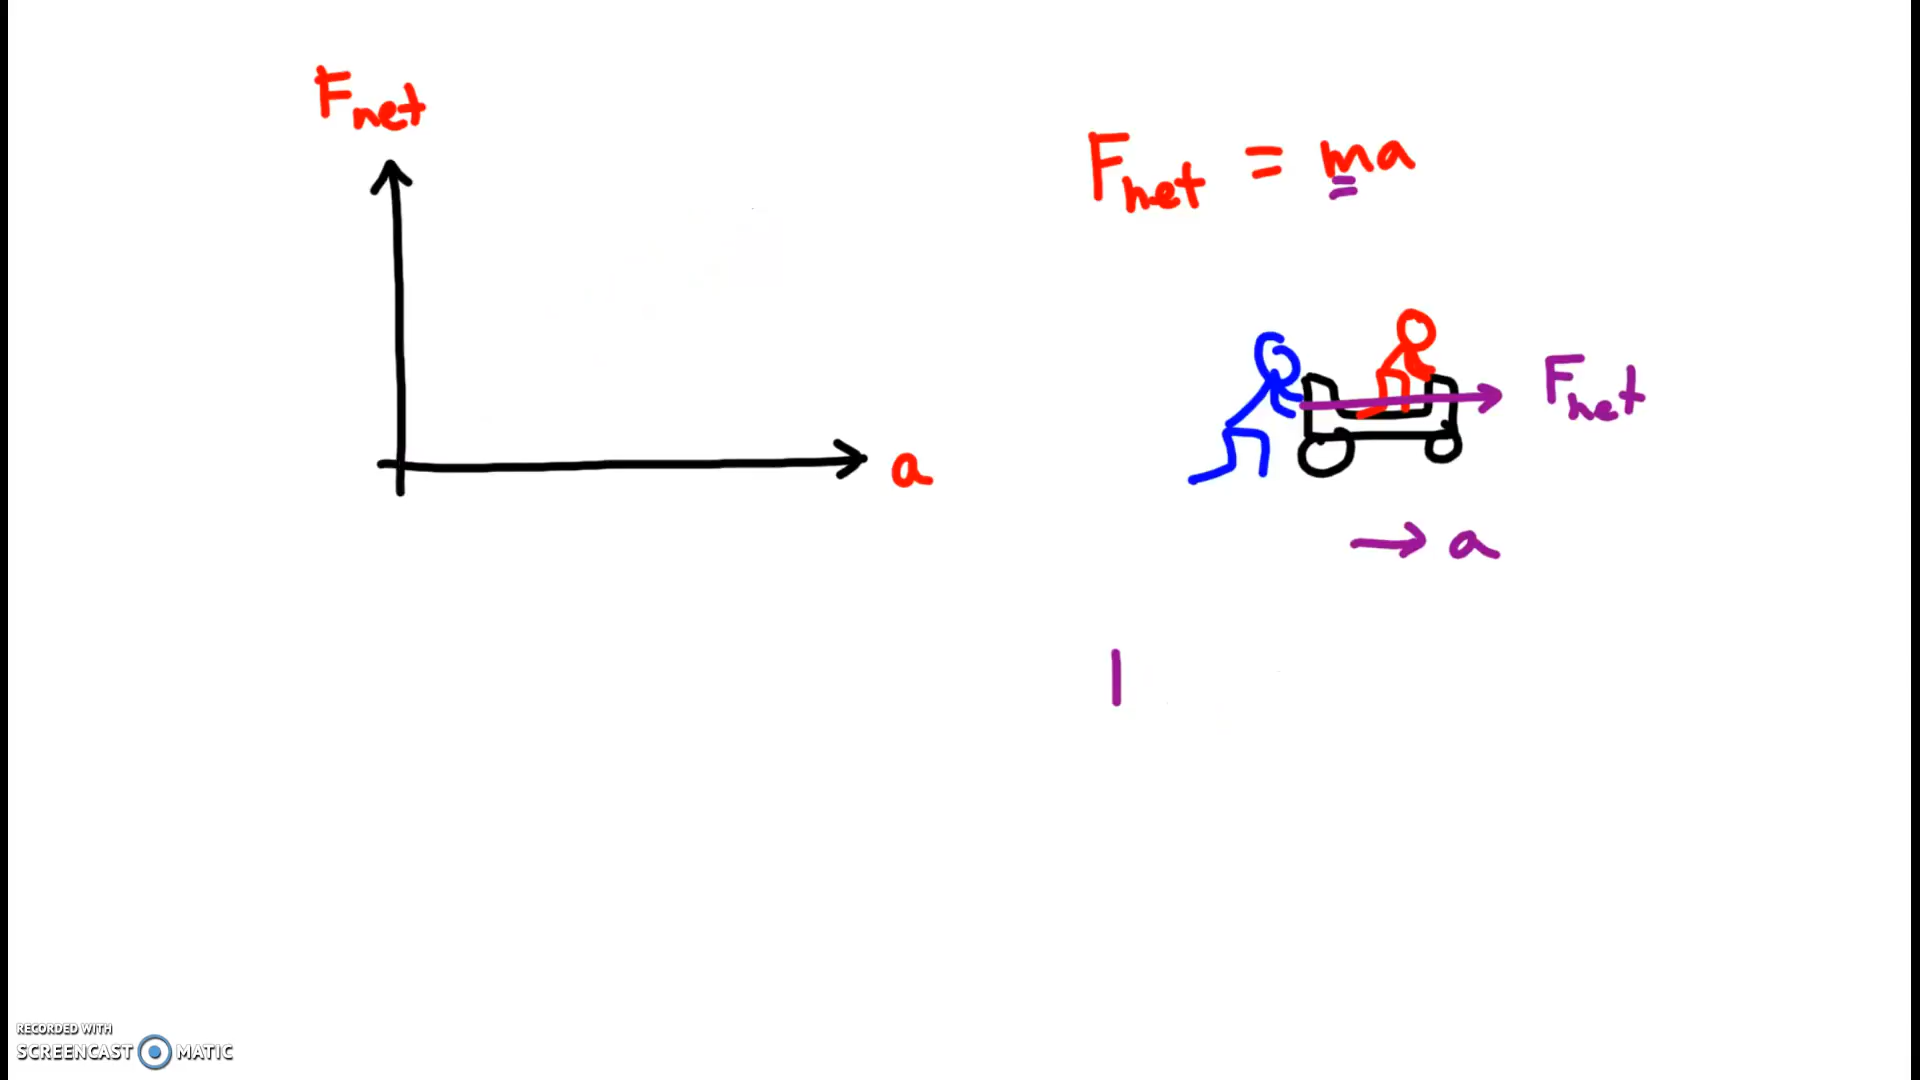 Fnet
Fnet = ma
Fnet
a
→ a
RECORDED WITH
SCREENCAST MATIC